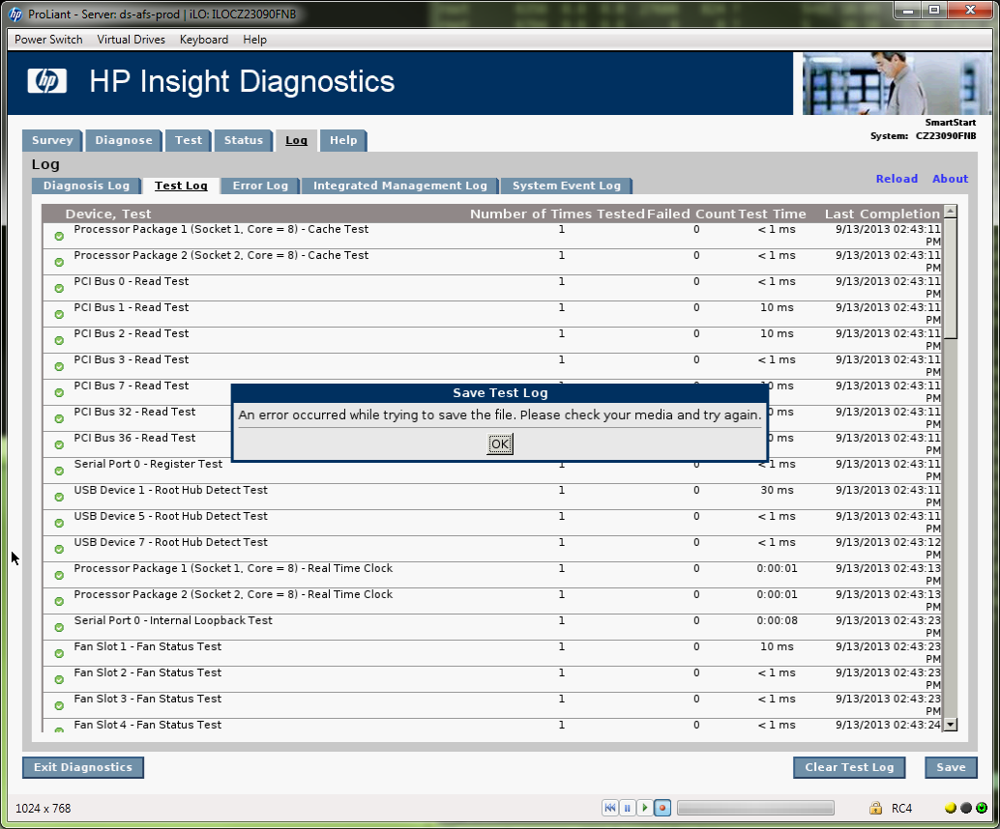 ProLiant - Server: ds-afs-prod | iLO: ILOCZ23090FNB
Power Switch Virtual Drives Keyboard Help
hp HP Insight Diagnostics
SmartStart
System: CZ23090FNB
Survey Diagnose Test Status Log Help
Log
Diagnosis Log Test Log Error Log Integrated Management Log System Event Log
Reload About
Device, Test Number of Times Tested Failed Count Test Time Last Completion
Processor Package 1 (Socket 1, Core = 8) - Cache Test 1 0 < 1 ms 9/13/2013 02:43:11 PM
Processor Package 2 (Socket 2, Core = 8) - Cache Test 1 0 < 1 ms 9/13/2013 02:43:11 PM
PCI Bus 0 - Read Test 1 0 < 1 ms 9/13/2013 02:43:11 PM
PCI Bus 1 - Read Test 1 0 10 ms 9/13/2013 02:43:11 PM
PCI Bus 2 - Read Test 1 0 10 ms 9/13/2013 02:43:11 PM
PCI Bus 3 - Read Test 1 0 < 1 ms 9/13/2013 02:43:11 PM
PCI Bus 7 - Read Test 0 ms 9/13/2013 02:43:11 PM
Save Test Log
PCI Bus 32 - Read Test 0 ms 9/13/2013 02:43:11 PM
An error occurred while trying to save the file. Please check your media and try again.
PCI Bus 36 - Read Test 0 ms 9/13/2013 02:43:11 PM
OK
Serial Port 0 - Register Test 1 0 < 1 ms 9/13/2013 02:43:11 PM
USB Device 1 - Root Hub Detect Test 1 0 30 ms 9/13/2013 02:43:11 PM
USB Device 5 - Root Hub Detect Test 1 0 < 1 ms 9/13/2013 02:43:11 PM
USB Device 7 - Root Hub Detect Test 1 0 < 1 ms 9/13/2013 02:43:12 PM
Processor Package 1 (Socket 1, Core = 8) - Real Time Clock 1 0 0:00:01 9/13/2013 02:43:13 PM
Processor Package 2 (Socket 2, Core = 8) - Real Time Clock 1 0 0:00:01 9/13/2013 02:43:13 PM
Serial Port 0 - Internal Loopback Test 1 0 0:00:08 9/13/2013 02:43:23 PM
Fan Slot 1 - Fan Status Test 1 0 10 ms 9/13/2013 02:43:23 PM
Fan Slot 2 - Fan Status Test 1 0 < 1 ms 9/13/2013 02:43:23 PM
Fan Slot 3 - Fan Status Test 1 0 < 1 ms 9/13/2013 02:43:23 PM
Fan Slot 4 - Fan Status Test 1 0 < 1 ms 9/13/2013 02:43:24
Exit Diagnostics Clear Test Log Save
1024 x 768 RC4